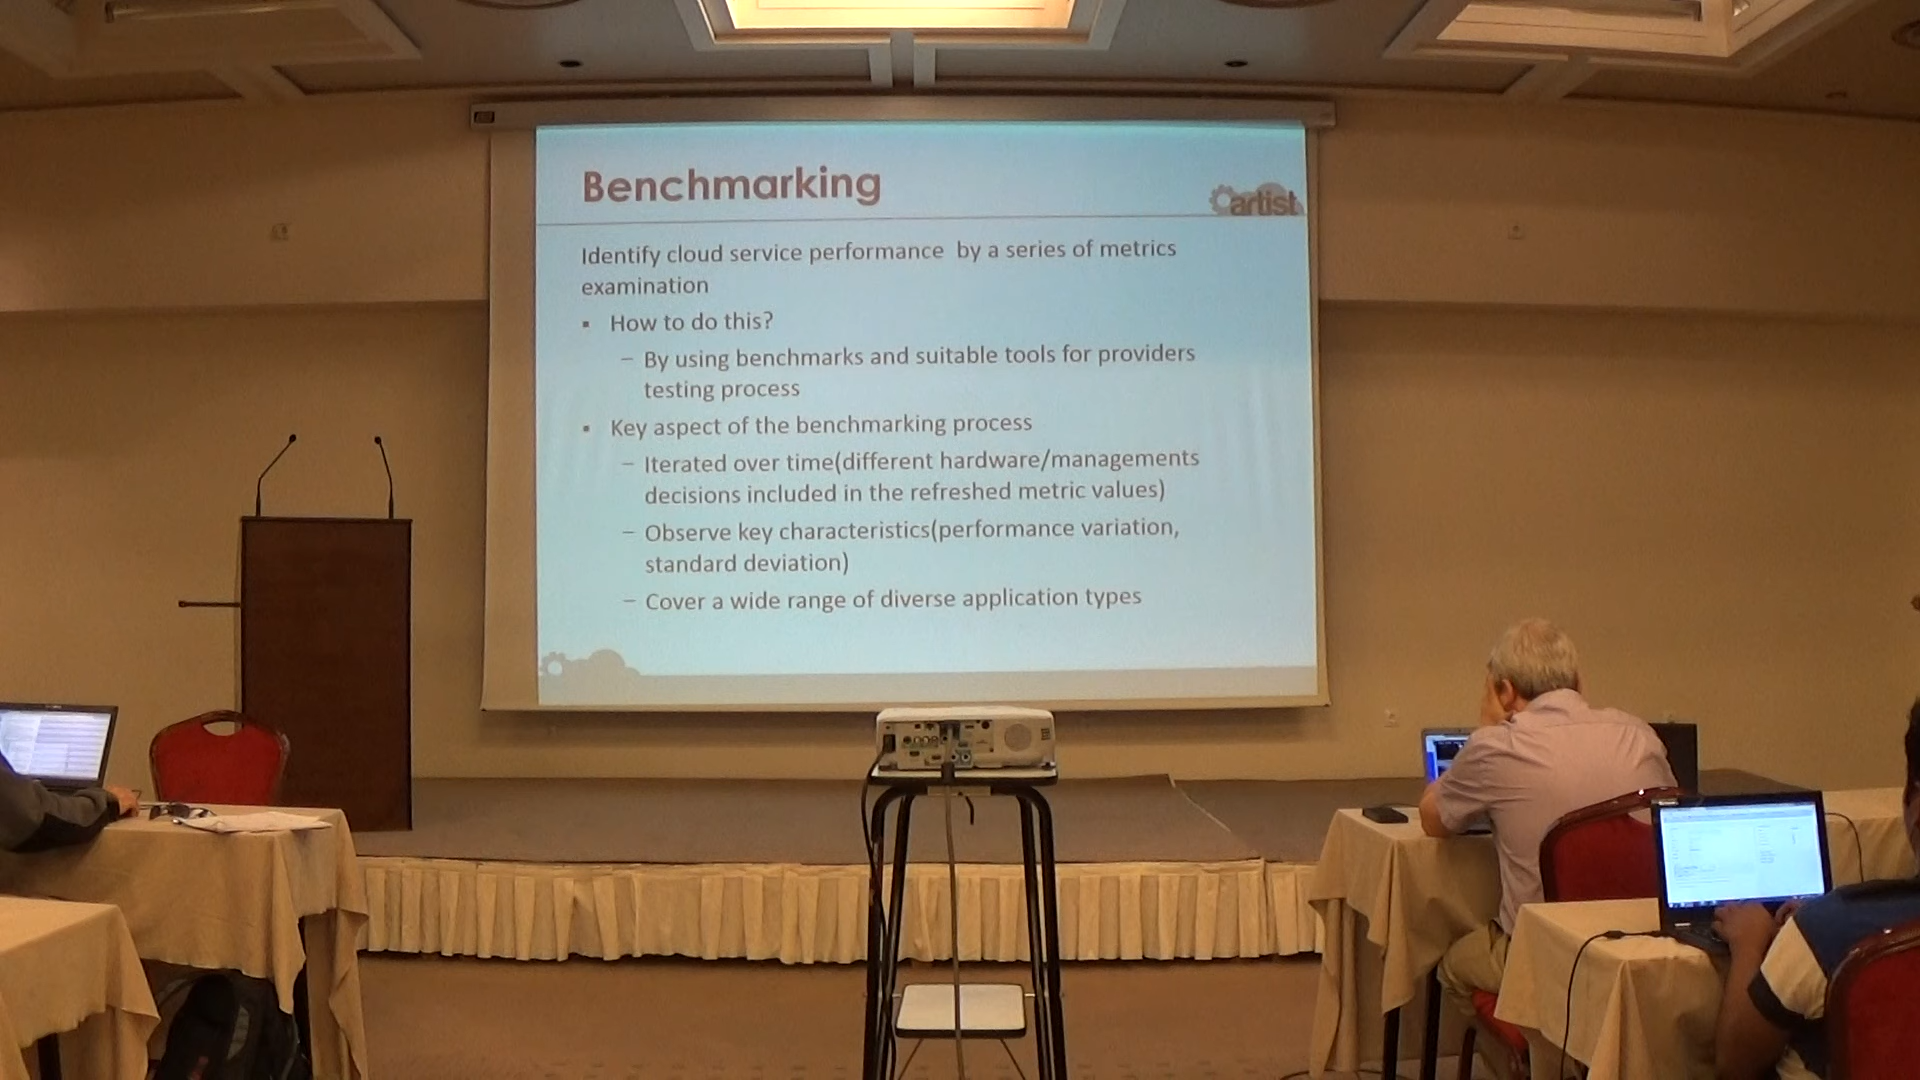 Benchmarking
artist
Identify cloud service performance by a series of metrics
examination
▪ How to do this?
– By using benchmarks and suitable tools for providers
testing process
▪ Key aspect of the benchmarking process
– Iterated over time(different hardware/managements
decisions included in the refreshed metric values)
– Observe key characteristics(performance variation,
standard deviation)
– Cover a wide range of diverse application types